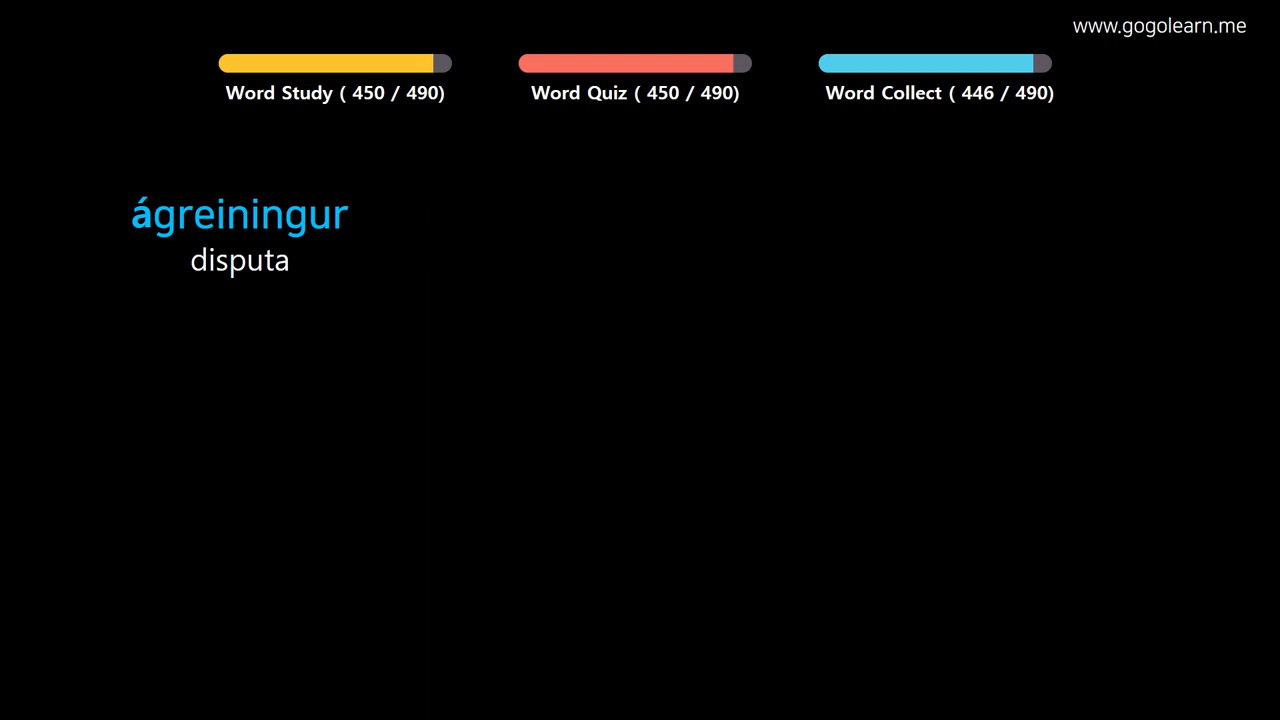 www.gogolearn.me
Word Study ( 450 / 490)
Word Quiz ( 450 / 490)
Word Collect ( 446 / 490)
ágreiningur
disputa